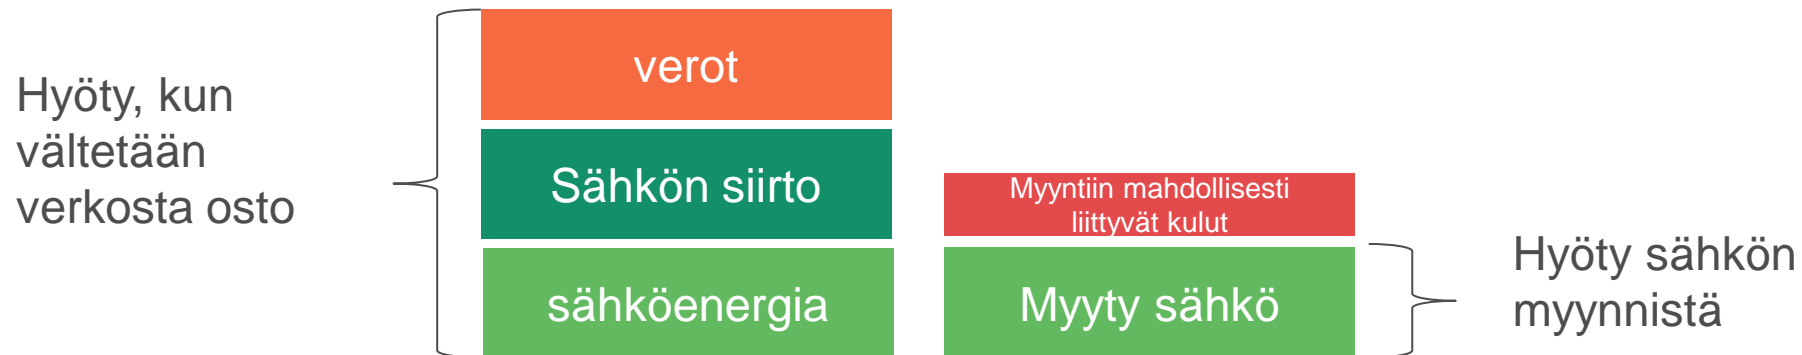 Hyöty, kun
vältetään
verkosta osto
verot
Sähkön siirto
sähköenergia
Myyntiin mahdollisesti
liittyvät kulut
Myyty sähkö
Hyöty sähkön
myynnistä